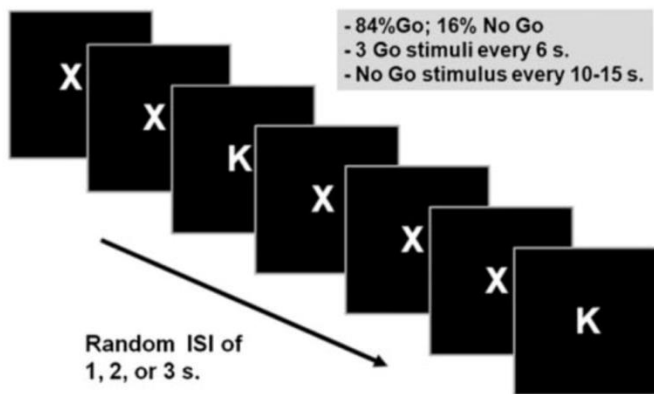 - 84%Go; 16% No Go
- 3 Go stimuli every 6 s.
- No Go stimulus every 10-15 s.
X
X
K
X
X
X
K
Random ISI of
1, 2, or 3 s.